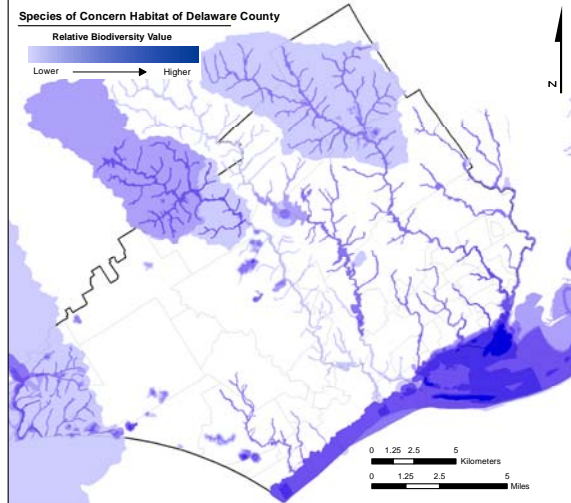 Species of Concern Habitat of Delaware County
Relative Biodiversity Value
Lower Higher
N
0 1.25 2.5 5
Kilometers
0 1.25 2.5 5
Miles